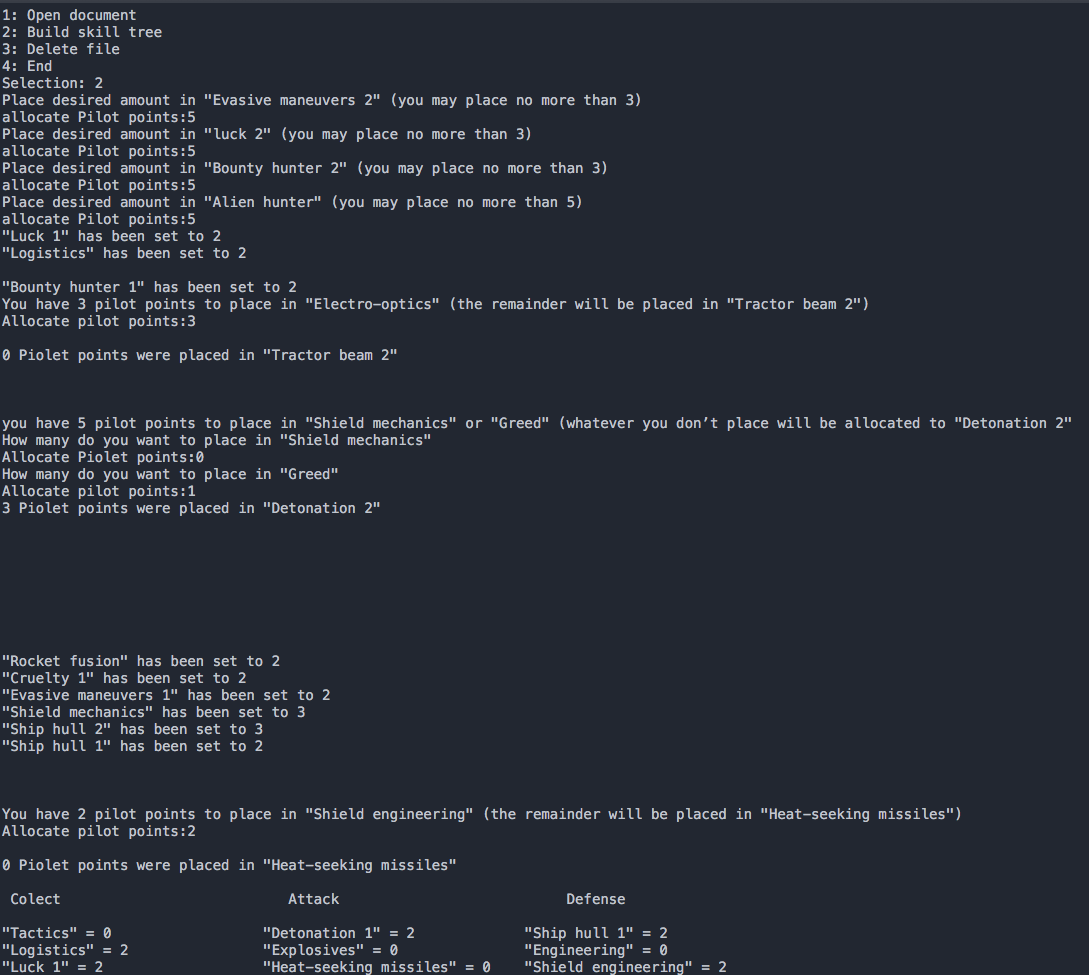 1: Open document
2: Build skill tree
3: Delete file
4: End
Selection: 2
Place desired amount in "Evasive maneuvers 2" (you may place no more than 3)
allocate Pilot points:5
Place desired amount in "luck 2" (you may place no more than 3)
allocate Pilot points:5
Place desired amount in "Bounty hunter 2" (you may place no more than 3)
allocate Pilot points:5
Place desired amount in "Alien hunter" (you may place no more than 5)
allocate Pilot points:5
"Luck 1" has been set to 2
"Logistics" has been set to 2
"Bounty hunter 1" has been set to 2
You have 3 pilot points to place in "Electro-optics" (the remainder will be placed in "Tractor beam 2")
Allocate pilot points:3
0 Piolet points were placed in "Tractor beam 2"
you have 5 pilot points to place in "Shield mechanics" or "Greed" (whatever you don’t place will be allocated to "Detonation 2"
How many do you want to place in "Shield mechanics"
Allocate Piolet points:0
How many do you want to place in "Greed"
Allocate pilot points:1
3 Piolet points were placed in "Detonation 2"
"Rocket fusion" has been set to 2
"Cruelty 1" has been set to 2
"Evasive maneuvers 1" has been set to 2
"Shield mechanics" has been set to 3
"Ship hull 2" has been set to 3
"Ship hull 1" has been set to 2
You have 2 pilot points to place in "Shield engineering" (the remainder will be placed in "Heat-seeking missiles")
Allocate pilot points:2
0 Piolet points were placed in "Heat-seeking missiles"
Colect Attack Defense
"Tactics" = 0 "Detonation 1" = 2 "Ship hull 1" = 2
"Logistics" = 2 "Explosives" = 0 "Engineering" = 0
"Luck 1" = 2 "Heat-seeking missiles" = 0 "Shield engineering" = 2